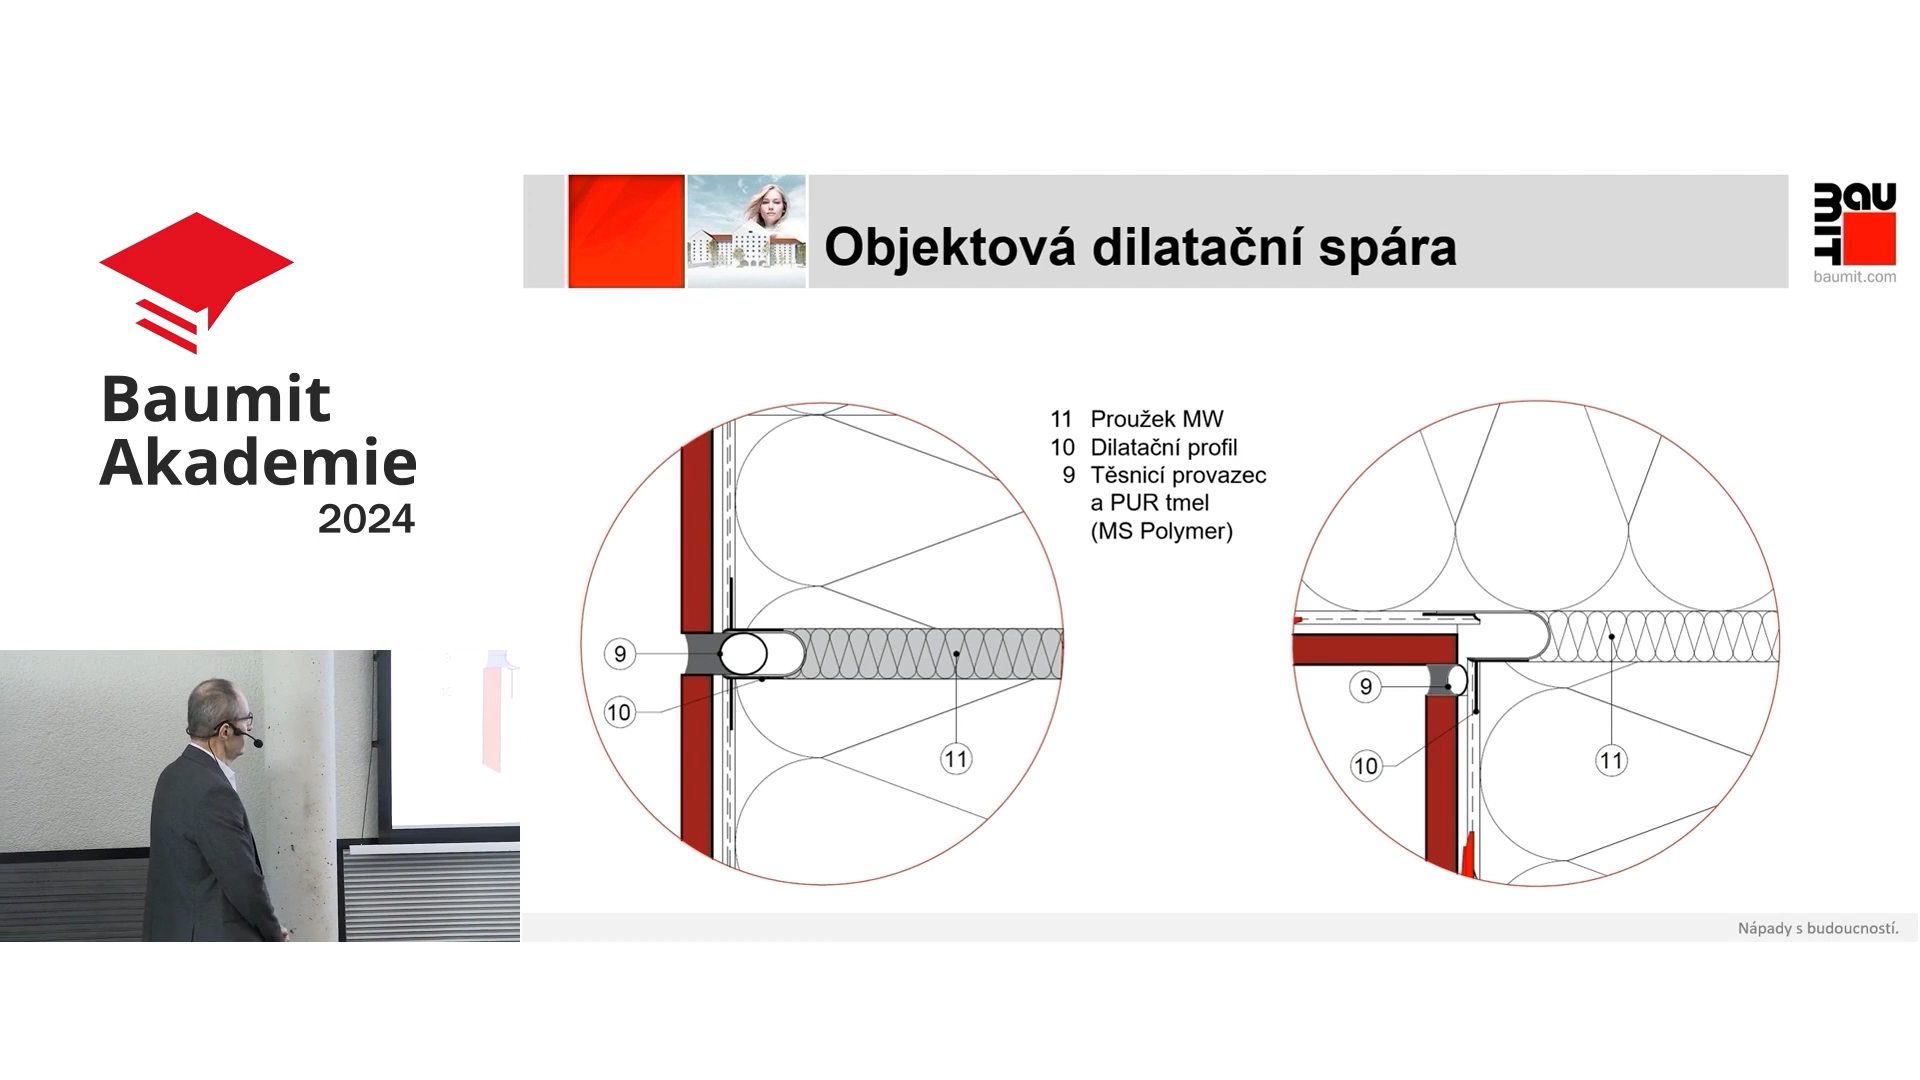 Baumit
Akademie
2024
Objektová dilatační spára
bauMIT
baumit.com
11 Proužek MW
10 Dilatační profil
9 Těsnicí provazec
a PUR tmel
(MS Polymer)
9
10
11
9
10
11
Nápady s budoucností.